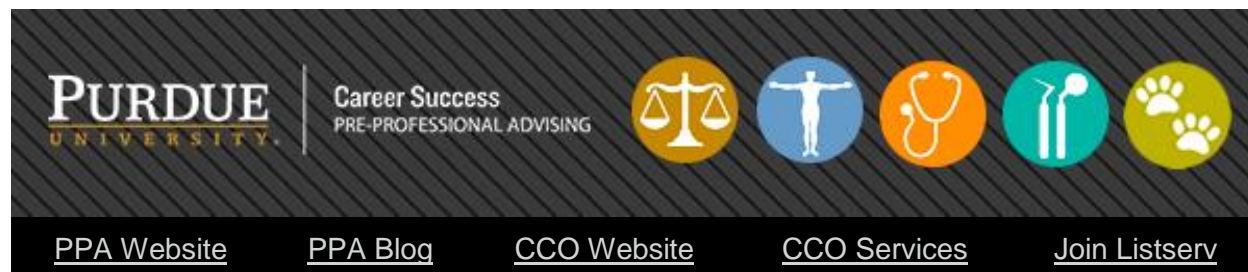 PURDUE
UNIVERSITY.
Career Success
PRE-PROFESSIONAL ADVISING
PPA Website PPA Blog CCO Website CCO Services Join Listserv